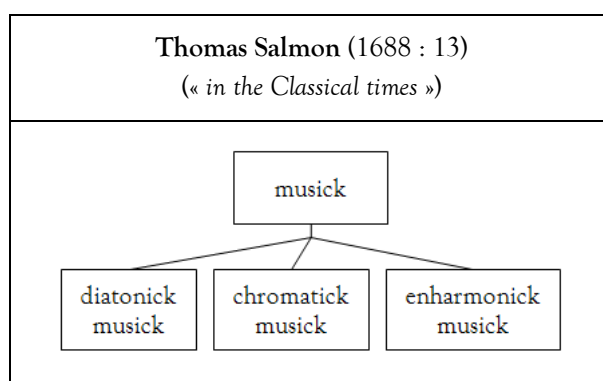 Thomas Salmon (1688 : 13)
(« in the Classical times »)
musick
diatonick
musick
chromatick
musick
enharmonick
musick